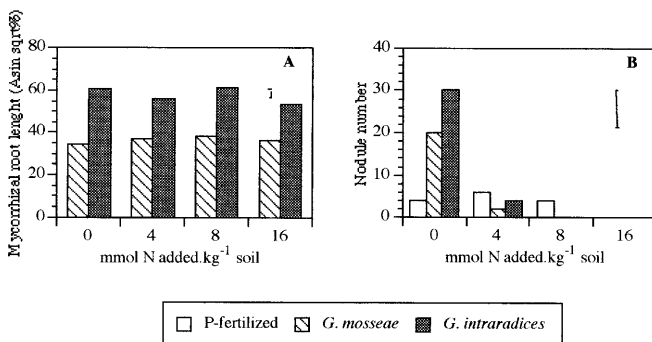 Mycorrhizal root lenght (Asin sqrt%)
80
60
40
20
0
A
0 4 8 16
mmol N added.kg⁻¹ soil
Nodule number
40
30
20
10
0
B
0 4 8 16
mmol N added.kg⁻¹ soil
P-fertilized G. mosseae G. intraradices